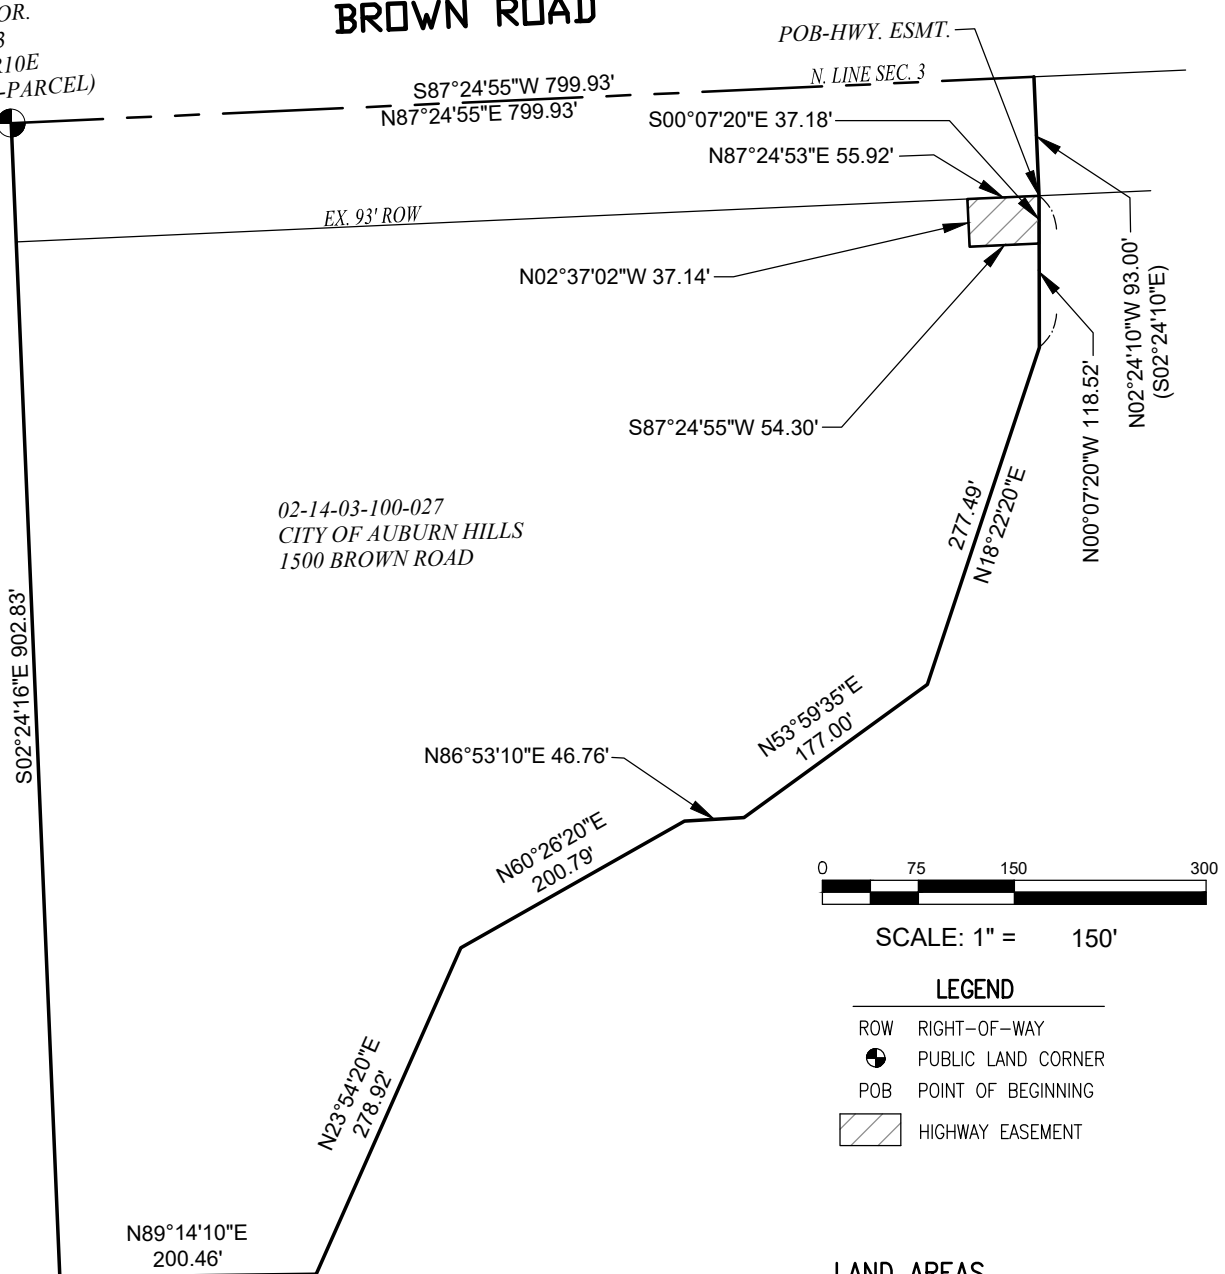 BROWN ROAD
OR.
3
R10E
-PARCEL)
POB-HWY. ESMT.
S87°24'55"W 799.93'
N87°24'55"E 799.93'
N. LINE SEC. 3
S00°07'20"E 37.18'
N87°24'53"E 55.92'
EX. 93' ROW
N02°37'02"W 37.14'
N02°24'10"W 93.00'
(S02°24'10"E)
S87°24'55"W 54.30'
N00°07'20"W 118.52'
277.49'
N18°22'20"E
02-14-03-100-027
CITY OF AUBURN HILLS
1500 BROWN ROAD
S02°24'16"E 902.83'
N53°59'35"E
177.00'
N86°53'10"E 46.76'
N60°26'20"E
200.79'
0 75 150 300
SCALE: 1" = 150'
LEGEND
ROW RIGHT-OF-WAY
PUBLIC LAND CORNER
POB POINT OF BEGINNING
HIGHWAY EASEMENT
N23°54'20"E
278.92'
N89°14'10"E
200.46'
LAND AREAS